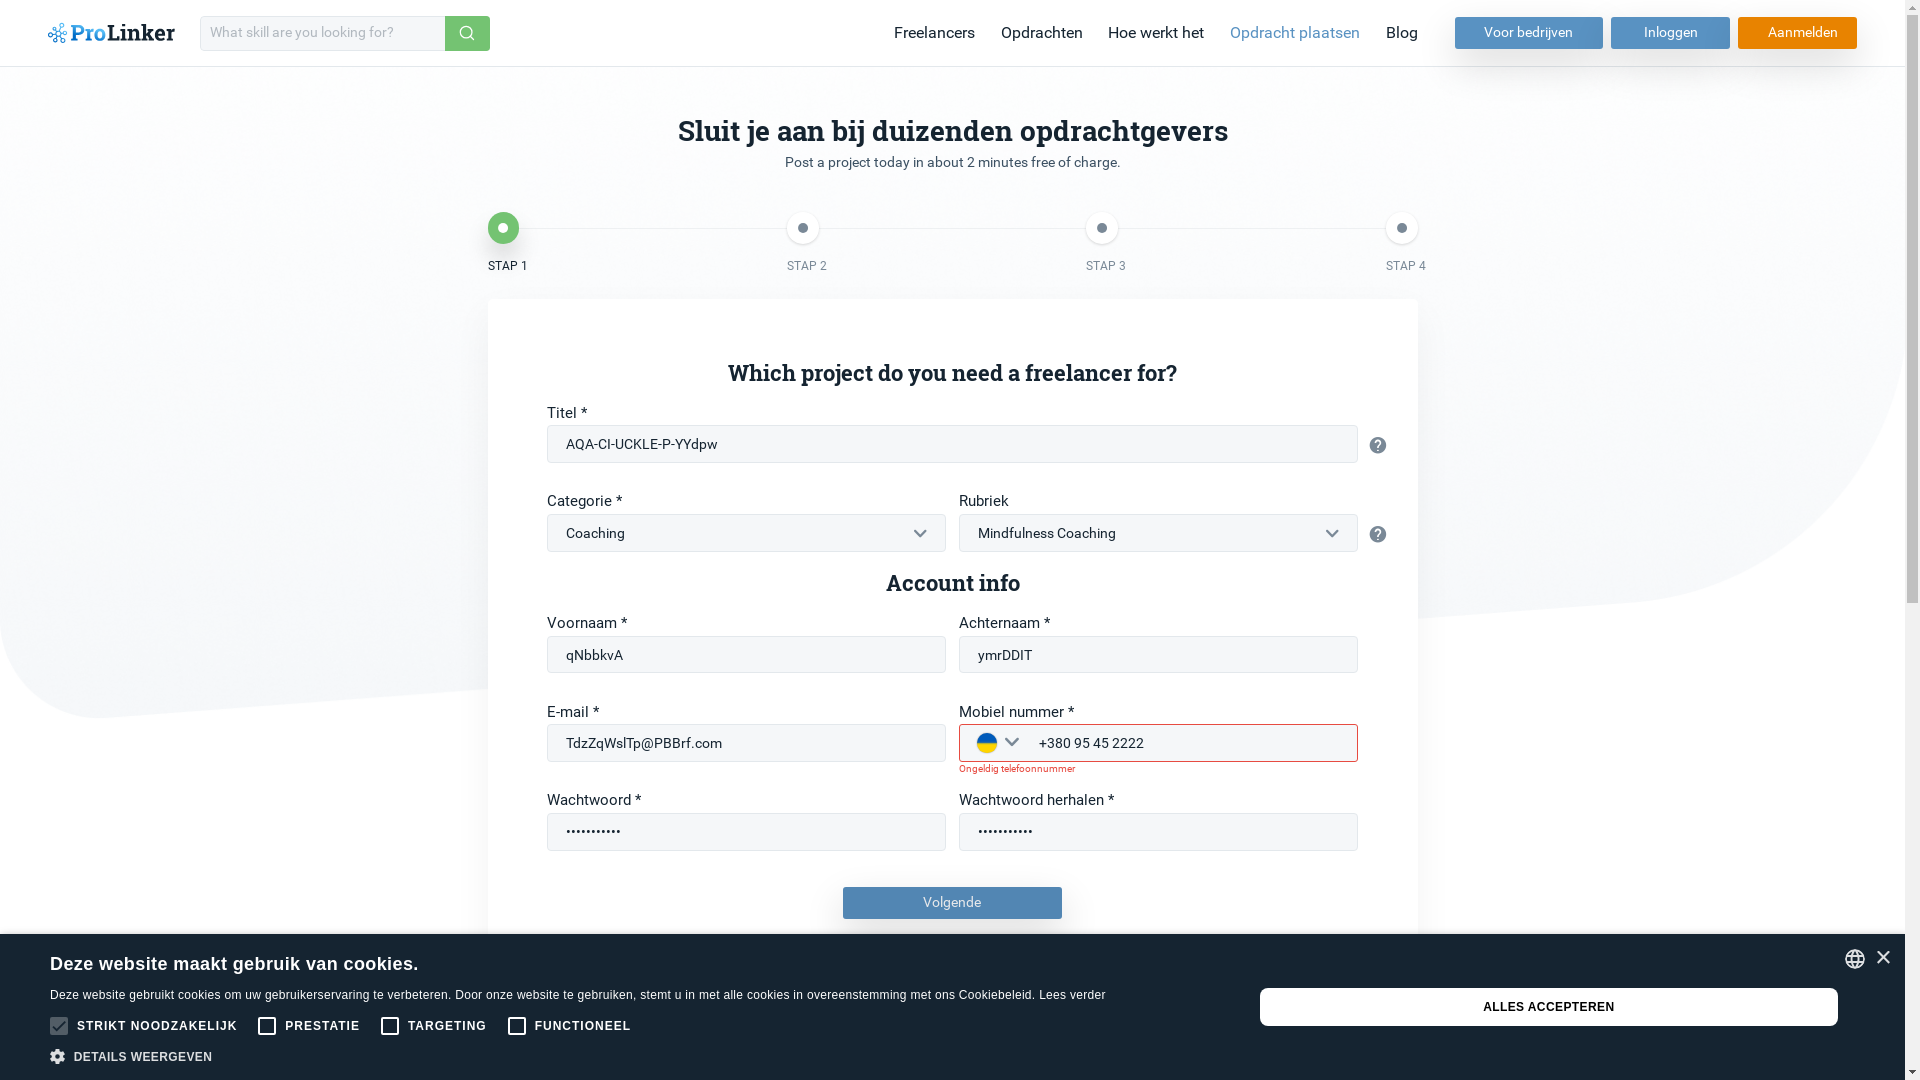 ProLinker
What skill are you looking for?
Freelancers
Opdrachten
Hoe werkt het
Opdracht plaatsen
Blog
Voor bedrijven
Inloggen
Aanmelden
Sluit je aan bij duizenden opdrachtgevers
Post a project today in about 2 minutes free of charge.
STAP 1
STAP 2
STAP 3
STAP 4
Which project do you need a freelancer for?
Titel *
AQA-CI-UCKLE-P-YYdpw
?
Categorie *
Rubriek
Coaching
Mindfulness Coaching
?
Account info
Voornaam *
Achternaam *
qNbbkvA
ymrDDIT
E-mail *
Mobiel nummer *
TdzZqWslTp@PBBrf.com
+380 95 45 2222
Ongeldig telefoonnummer
Wachtwoord *
Wachtwoord herhalen *
•••••••••••
•••••••••••
Volgende
Deze website maakt gebruik van cookies.
×
Deze website gebruikt cookies om uw gebruikerservaring te verbeteren. Door onze website te gebruiken, stemt u in met alle cookies in overeenstemming met ons Cookiebeleid. Lees verder
ALLES ACCEPTEREN
STRIKT NOODZAKELIJK
PRESTATIE
TARGETING
FUNCTIONEEL
DETAILS WEERGEVEN